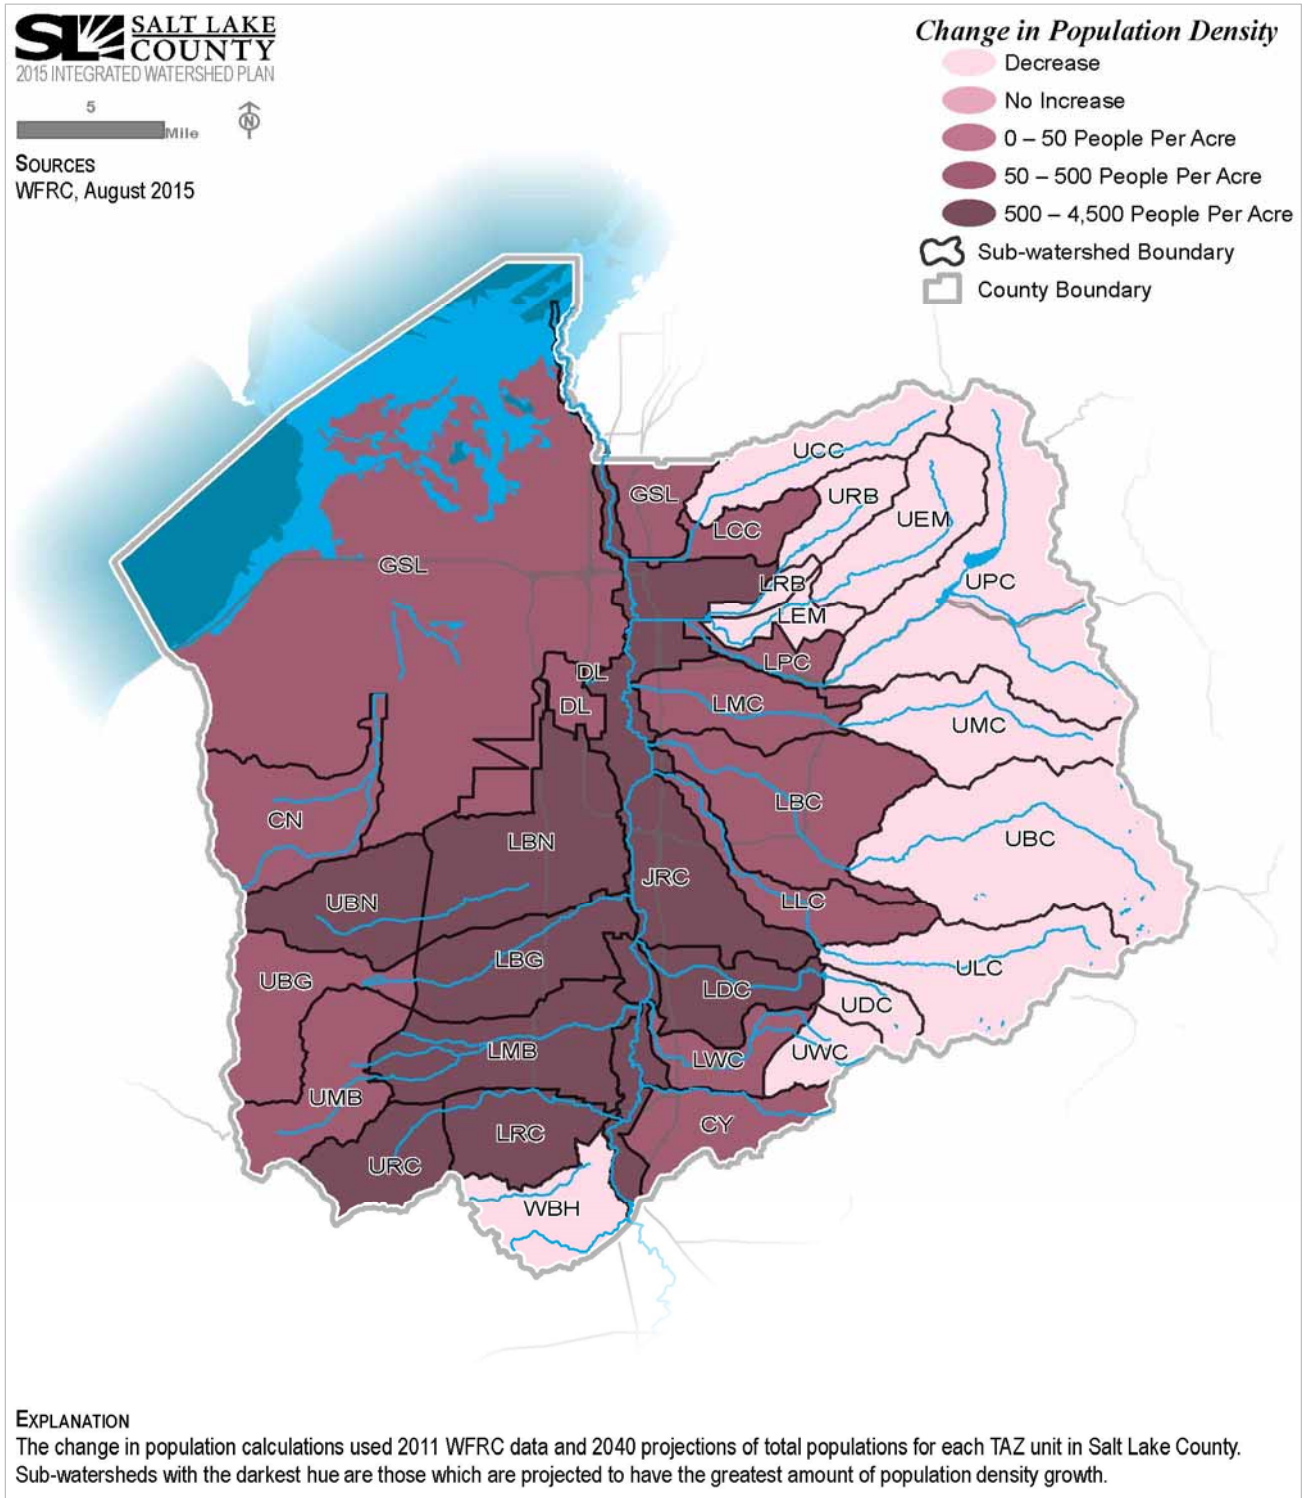 SL SALT LAKE
COUNTY
2015 INTEGRATED WATERSHED PLAN
5
Mile
N
SOURCES
WFRC, August 2015
Change in Population Density
Decrease
No Increase
0 – 50 People Per Acre
50 – 500 People Per Acre
500 – 4,500 People Per Acre
Sub-watershed Boundary
County Boundary
UCC
GSL
URB
UEM
LCC
GSL
LRB
UPC
LEM
LPC
DL
DL
LMC
UMC
LBC
CN
LBN
UBC
JRC
UBN
LLC
LBG
ULC
UBG
LDC
UDC
LMB
LWC
UWC
UMB
CY
LRC
URC
WBH
EXPLANATION
The change in population calculations used 2011 WFRC data and 2040 projections of total populations for each TAZ unit in Salt Lake County.
Sub-watersheds with the darkest hue are those which are projected to have the greatest amount of population density growth.